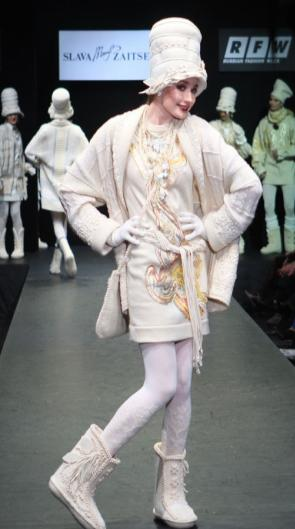 SLAVA ZAITSE
RFW
RUSSIAN FASHION WEEK